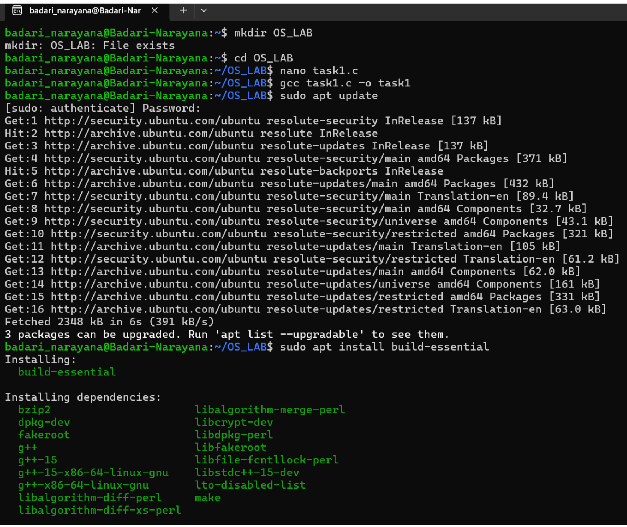 badari_narayana@Badari-Nar × + ⌄
badari_narayana@Badari-Narayana:~$ mkdir OS_LAB
mkdir: OS_LAB: File exists
badari_narayana@Badari-Narayana:~$ cd OS_LAB
badari_narayana@Badari-Narayana:~/OS_LAB$ nano task1.c
badari_narayana@Badari-Narayana:~/OS_LAB$ gcc task1.c -o task1
badari_narayana@Badari-Narayana:~/OS_LAB$ sudo apt update
[sudo: authenticate] Password:
Get:1 http://security.ubuntu.com/ubuntu resolute-security InRelease [137 kB]
Hit:2 http://archive.ubuntu.com/ubuntu resolute InRelease
Get:3 http://archive.ubuntu.com/ubuntu resolute-updates InRelease [137 kB]
Get:4 http://security.ubuntu.com/ubuntu resolute-security/main amd64 Packages [371 kB]
Hit:5 http://archive.ubuntu.com/ubuntu resolute-backports InRelease
Get:6 http://archive.ubuntu.com/ubuntu resolute-updates/main amd64 Packages [432 kB]
Get:7 http://security.ubuntu.com/ubuntu resolute-security/main Translation-en [89.4 kB]
Get:8 http://security.ubuntu.com/ubuntu resolute-security/main amd64 Components [32.7 kB]
Get:9 http://security.ubuntu.com/ubuntu resolute-security/universe amd64 Components [43.1 kB]
Get:10 http://security.ubuntu.com/ubuntu resolute-security/restricted amd64 Packages [321 kB]
Get:11 http://archive.ubuntu.com/ubuntu resolute-updates/main Translation-en [105 kB]
Get:12 http://security.ubuntu.com/ubuntu resolute-security/restricted Translation-en [61.2 kB]
Get:13 http://archive.ubuntu.com/ubuntu resolute-updates/main amd64 Components [62.0 kB]
Get:14 http://archive.ubuntu.com/ubuntu resolute-updates/universe amd64 Components [161 kB]
Get:15 http://archive.ubuntu.com/ubuntu resolute-updates/restricted amd64 Packages [331 kB]
Get:16 http://archive.ubuntu.com/ubuntu resolute-updates/restricted Translation-en [63.0 kB]
Fetched 2348 kB in 6s (391 kB/s)
3 packages can be upgraded. Run 'apt list --upgradable' to see them.
badari_narayana@Badari-Narayana:~/OS_LAB$ sudo apt install build-essential
Installing:
build-essential
Installing dependencies:
bzip2 libalgorithm-merge-perl
dpkg-dev libcrypt-dev
fakeroot libdpkg-perl
g++ libfakeroot
g++-15 libfile-fcntllock-perl
g++-15-x86-64-linux-gnu libstdc++-15-dev
g++-x86-64-linux-gnu lto-disabled-list
libalgorithm-diff-perl make
libalgorithm-diff-xs-perl